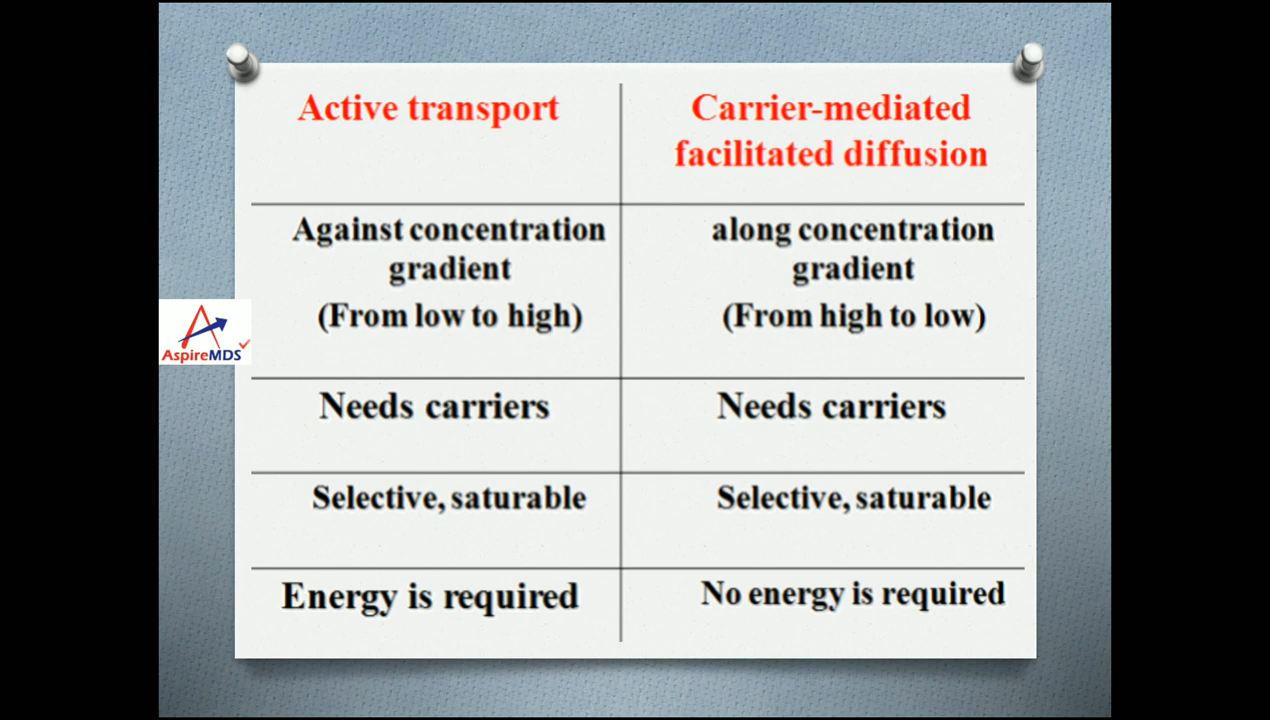 Active transport
Carrier-mediated
facilitated diffusion
Against concentration
gradient
(From low to high)
along concentration
gradient
(From high to low)
Needs carriers
Needs carriers
Selective, saturable
Selective, saturable
Energy is required
No energy is required
AspireMDS